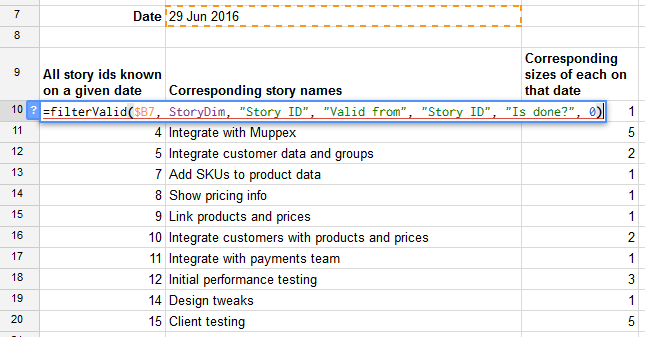 7 Date 29 Jun 2016
8
9 All story ids known on a given date Corresponding story names Corresponding sizes of each on that date
10 ? =filterValid($B7, StoryDim, "Story ID", "Valid from", "Story ID", "Is done?", 0) 1
11 4 Integrate with Muppex 5
12 5 Integrate customer data and groups 2
13 7 Add SKUs to product data 1
14 8 Show pricing info 1
15 9 Link products and prices 1
16 10 Integrate customers with products and prices 2
17 11 Integrate with payments team 1
18 12 Initial performance testing 3
19 14 Design tweaks 1
20 15 Client testing 5